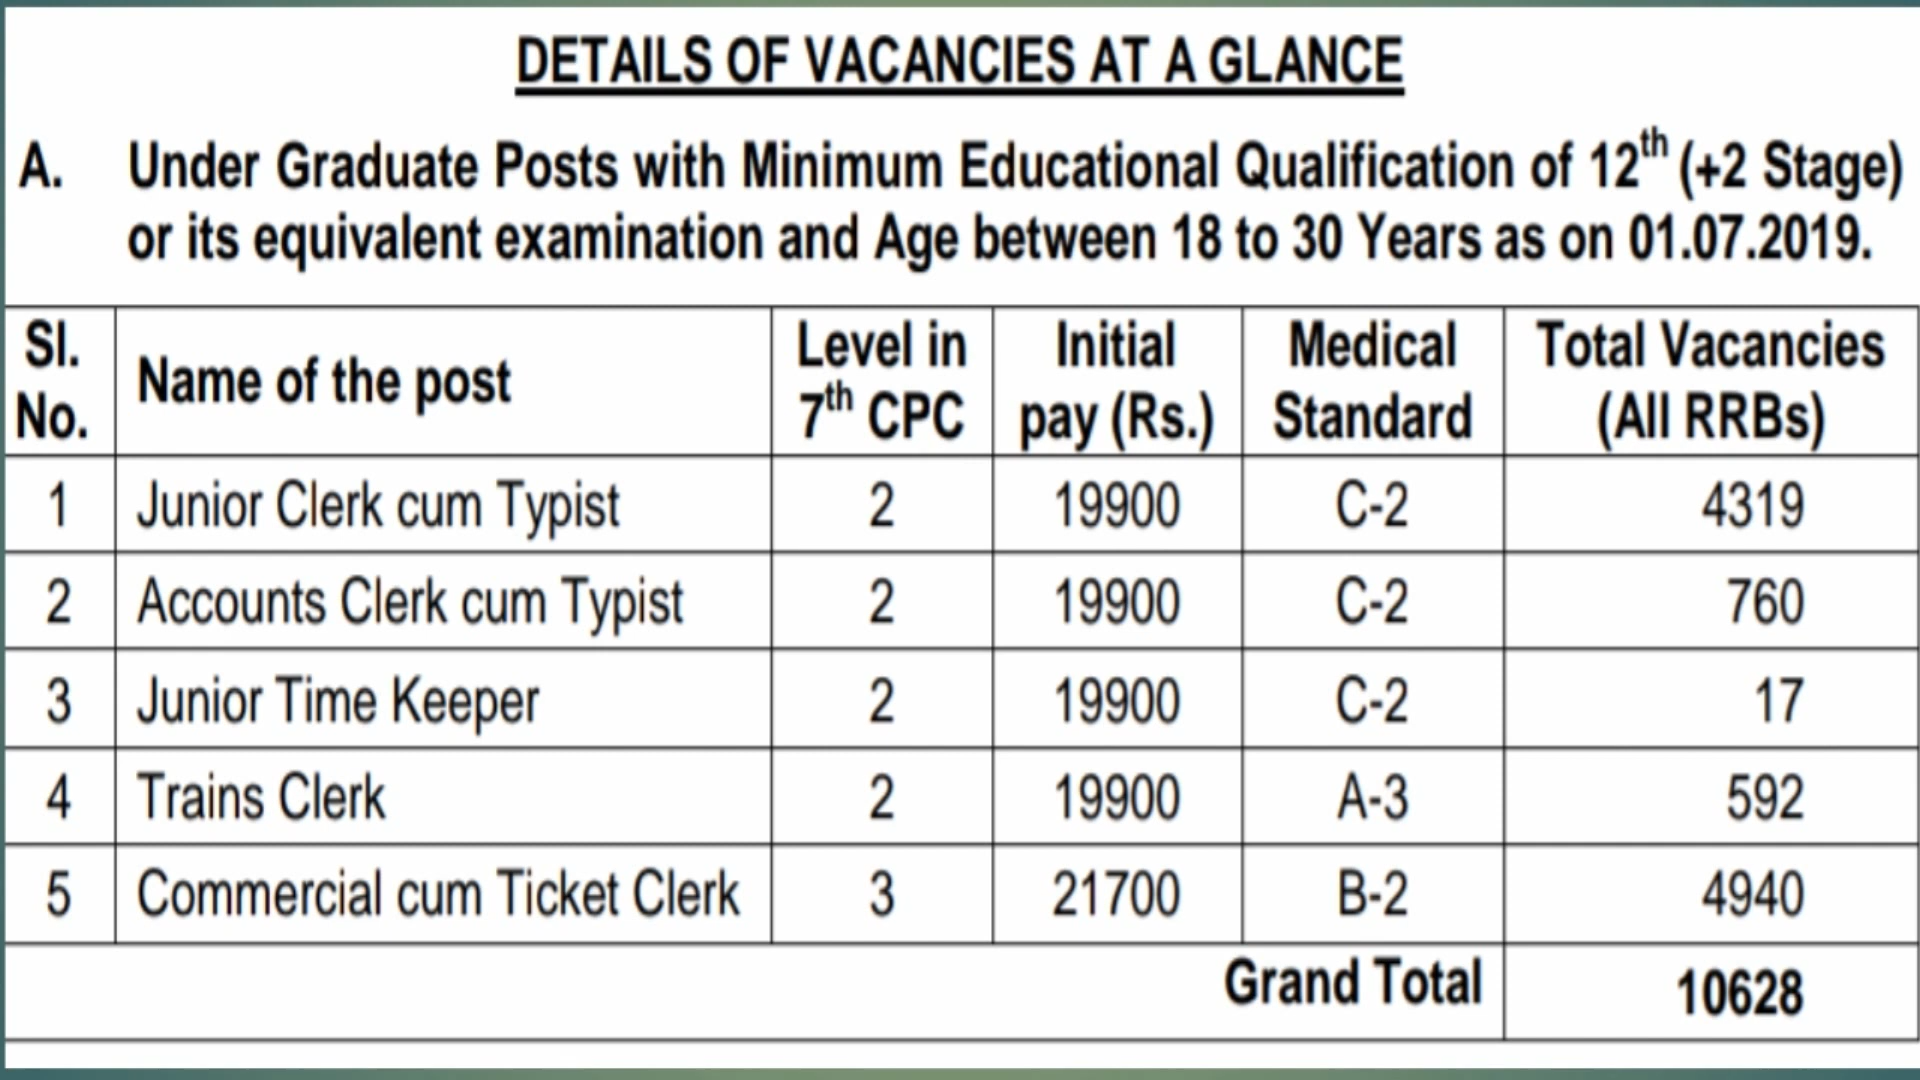 DETAILS OF VACANCIES AT A GLANCE
A. Under Graduate Posts with Minimum Educational Qualification of 12th (+2 Stage)
or its equivalent examination and Age between 18 to 30 Years as on 01.07.2019.
Sl. No. Name of the post Level in 7th CPC Initial pay (Rs.) Medical Standard Total Vacancies (All RRBs)
1 Junior Clerk cum Typist 2 19900 C-2 4319
2 Accounts Clerk cum Typist 2 19900 C-2 760
3 Junior Time Keeper 2 19900 C-2 17
4 Trains Clerk 2 19900 A-3 592
5 Commercial cum Ticket Clerk 3 21700 B-2 4940
Grand Total 10628